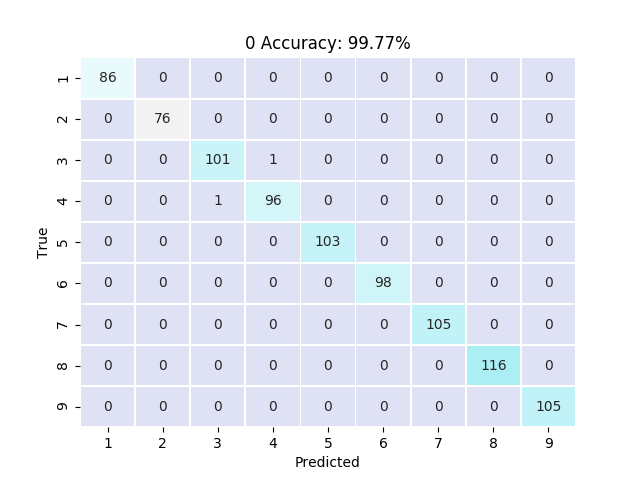 0 Accuracy: 99.77%
1 86 0 0 0 0 0 0 0 0
2 0 76 0 0 0 0 0 0 0
3 0 0 101 1 0 0 0 0 0
4 0 0 1 96 0 0 0 0 0
True
5 0 0 0 0 103 0 0 0 0
6 0 0 0 0 0 98 0 0 0
7 0 0 0 0 0 0 105 0 0
8 0 0 0 0 0 0 0 116 0
9 0 0 0 0 0 0 0 0 105
1 2 3 4 5 6 7 8 9
Predicted